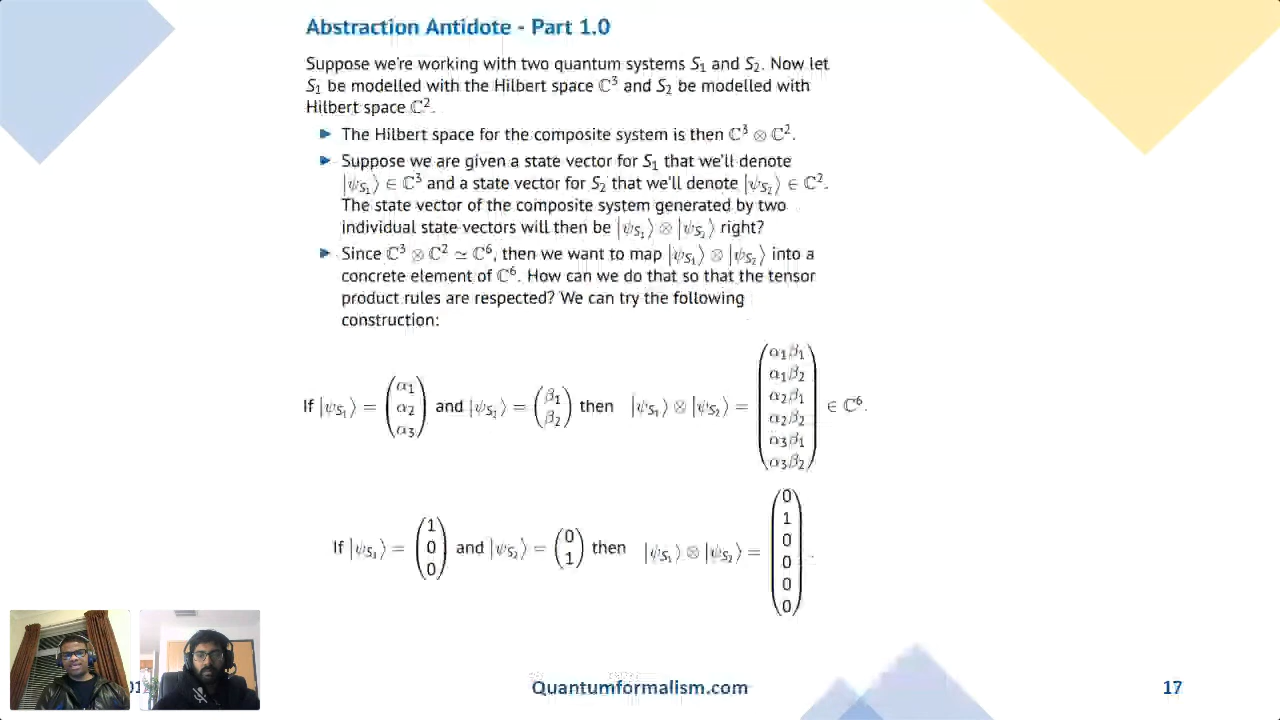 Abstraction Antidote - Part 1.0
Suppose we're working with two quantum systems S₁ and S₂. Now let
S₁ be modelled with the Hilbert space ℂ³ and S₂ be modelled with
Hilbert space ℂ².
► The Hilbert space for the composite system is then ℂ³ ⊗ ℂ².
► Suppose we are given a state vector for S₁ that we'll denote
|ψ_S₁⟩ ∈ ℂ³ and a state vector for S₂ that we'll denote |ψ_S₂⟩ ∈ ℂ².
The state vector of the composite system generated by two
individual state vectors will then be |ψ_S₁⟩ ⊗ |ψ_S₂⟩ right?
► Since ℂ³ ⊗ ℂ² ≃ ℂ⁶, then we want to map |ψ_S₁⟩ ⊗ |ψ_S₂⟩ into a
concrete element of ℂ⁶. How can we do that so that the tensor
product rules are respected? We can try the following
construction:
If |ψ_S₁⟩ = (α₁ α₂ α₃) and |ψ_S₂⟩ = (β₁ β₂) then |ψ_S₁⟩ ⊗ |ψ_S₂⟩ = (α₁β₁ α₁β₂ α₂β₁ α₂β₂ α₃β₁ α₃β₂) ∈ ℂ⁶.
If |ψ_S₁⟩ = (1 0 0) and |ψ_S₂⟩ = (0 1) then |ψ_S₁⟩ ⊗ |ψ_S₂⟩ = (0 1 0 0 0 0).
Quantumformalism.com
17